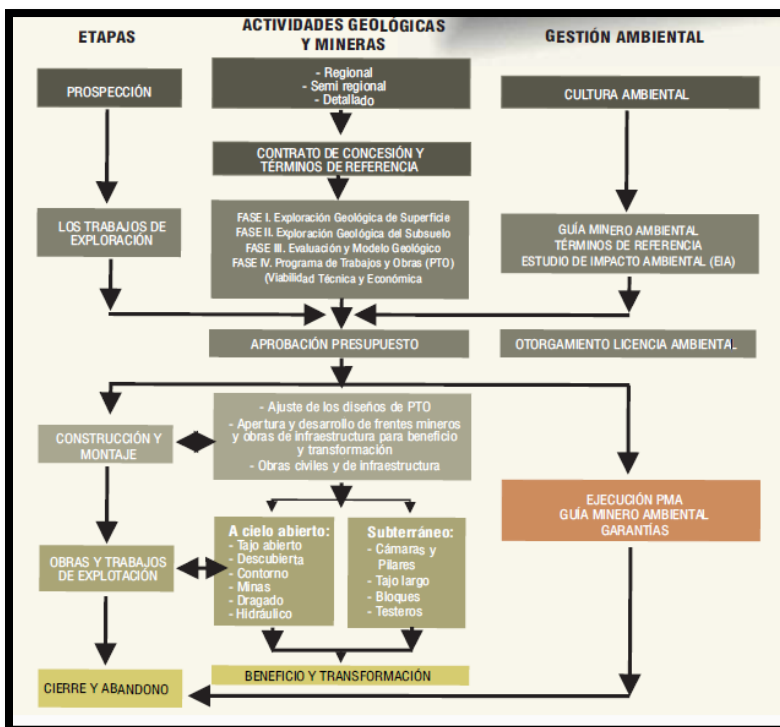 ETAPAS
ACTIVIDADES GEOLÓGICAS
Y MINERAS
GESTIÓN AMBIENTAL
PROSPECCIÓN
- Regional
- Semi regional
- Detallado
CULTURA AMBIENTAL
CONTRATO DE CONCESIÓN Y
TÉRMINOS DE REFERENCIA
LOS TRABAJOS DE
EXPLORACIÓN
FASE I. Exploración Geológica de Superficie
FASE II. Exploración Geológica del Subsuelo
FASE III. Evaluación y Modelo Geológico
FASE IV. Programa de Trabajos y Obras (PTO)
(Viabilidad Técnica y Económica
GUÍA MINERO AMBIENTAL
TÉRMINOS DE REFERENCIA
ESTUDIO DE IMPACTO AMBIENTAL (EIA)
APROBACIÓN PRESUPUESTO
OTORGAMIENTO LICENCIA AMBIENTAL
CONSTRUCCIÓN Y
MONTAJE
- Ajuste de los diseños de PTO
- Apertura y desarrollo de frentes mineros
y obras de infraestructura para beneficio
y transformación
- Obras civiles y de infraestructura
EJECUCIÓN PMA
GUÍA MINERO AMBIENTAL
GARANTÍAS
OBRAS Y TRABAJOS
DE EXPLOTACIÓN
A cielo abierto:
- Tajo abierto
- Descubierta
- Contorno
- Minas
- Dragado
- Hidráulico
Subterráneo:
- Cámaras y
Pilares
- Tajo largo
- Bloques
- Testeros
BENEFICIO Y TRANSFORMACIÓN
CIERRE Y ABANDONO